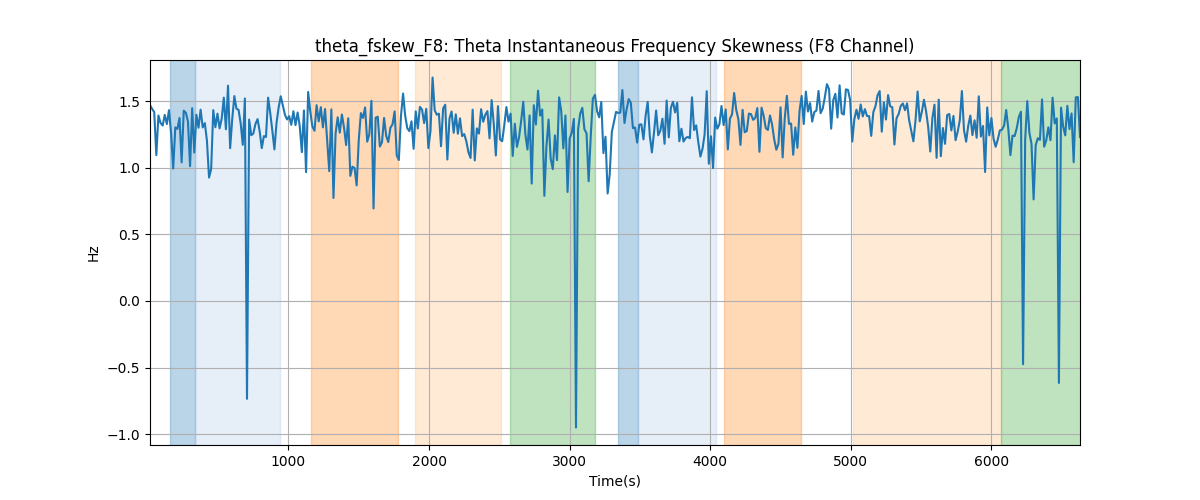 theta_fskew_F8: Theta Instantaneous Frequency Skewness (F8 Channel)
1.5
1.0
0.5
0.0
−0.5
−1.0
Hz
1000 2000 3000 4000 5000 6000
Time(s)